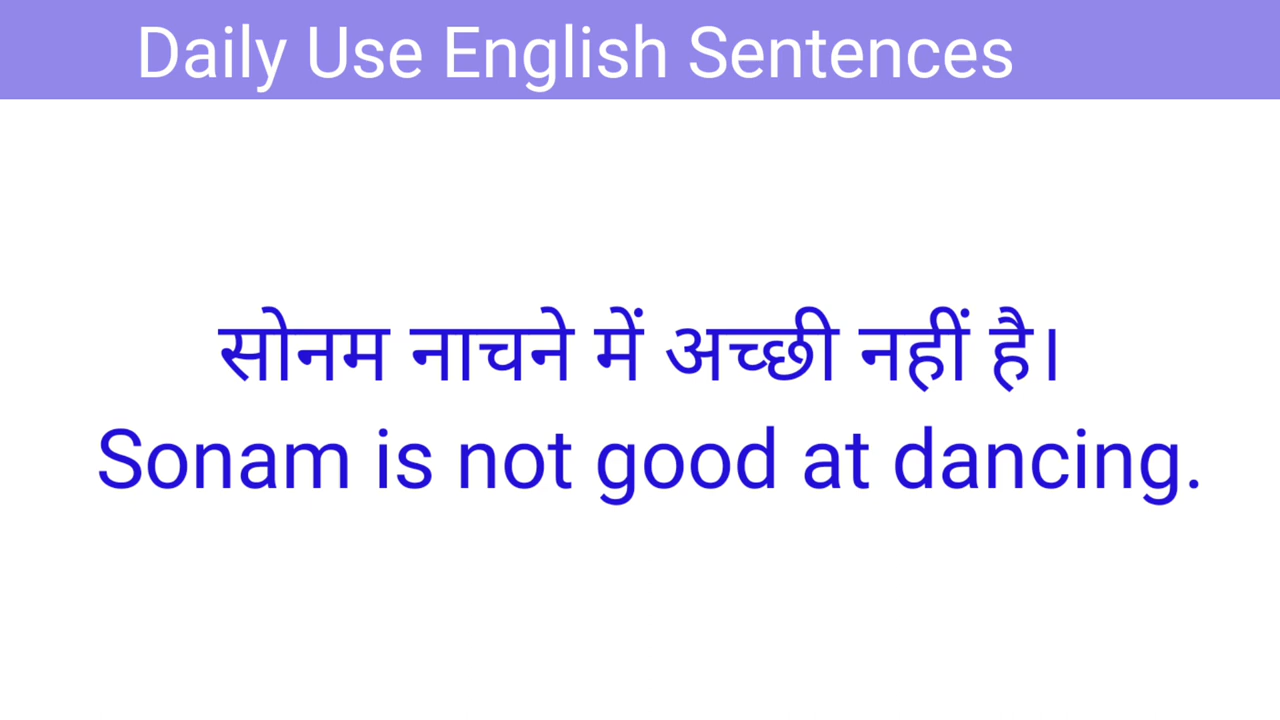 Daily Use English Sentences
सोनम नाचने में अच्छी नहीं है।
Sonam is not good at dancing.